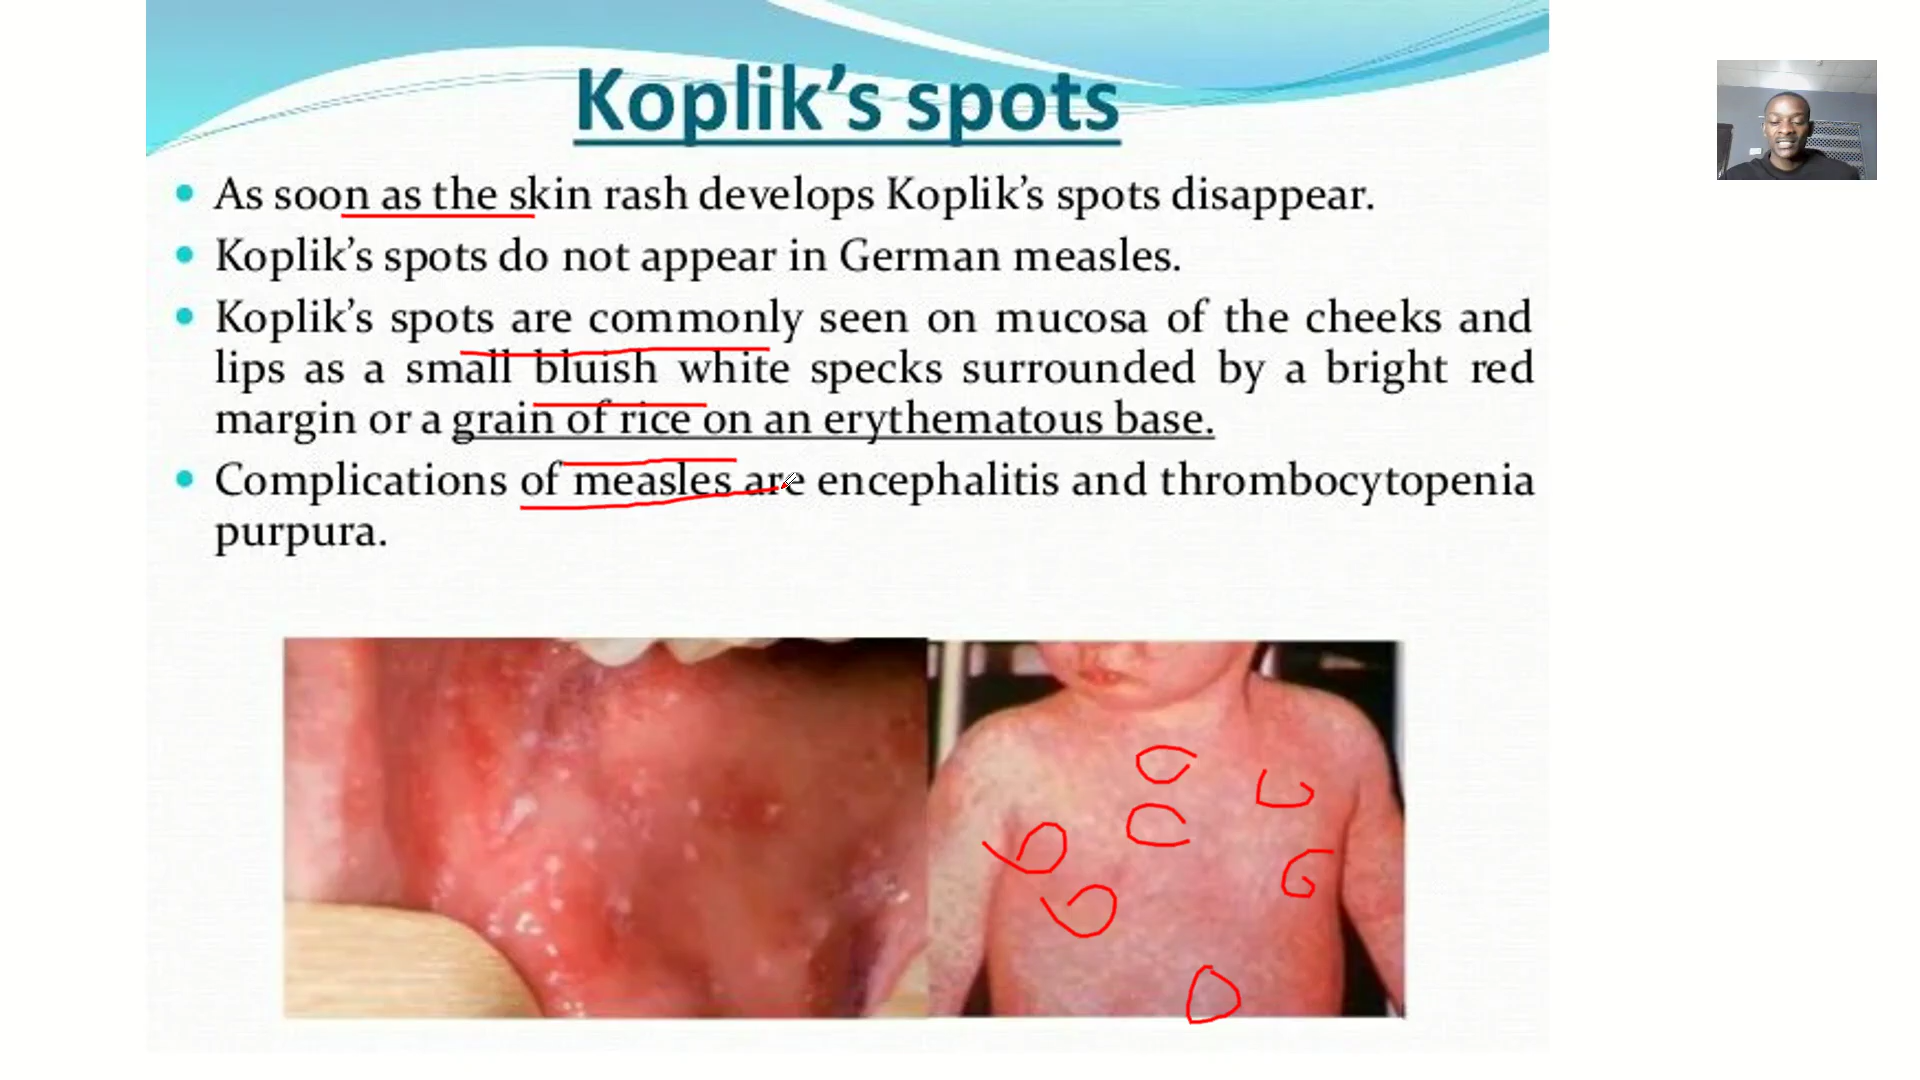 Koplik’s spots
• As soon as the skin rash develops Koplik’s spots disappear.
• Koplik’s spots do not appear in German measles.
• Koplik’s spots are commonly seen on mucosa of the cheeks and
lips as a small bluish white specks surrounded by a bright red
margin or a grain of rice on an erythematous base.
• Complications of measles are encephalitis and thrombocytopenia
purpura.